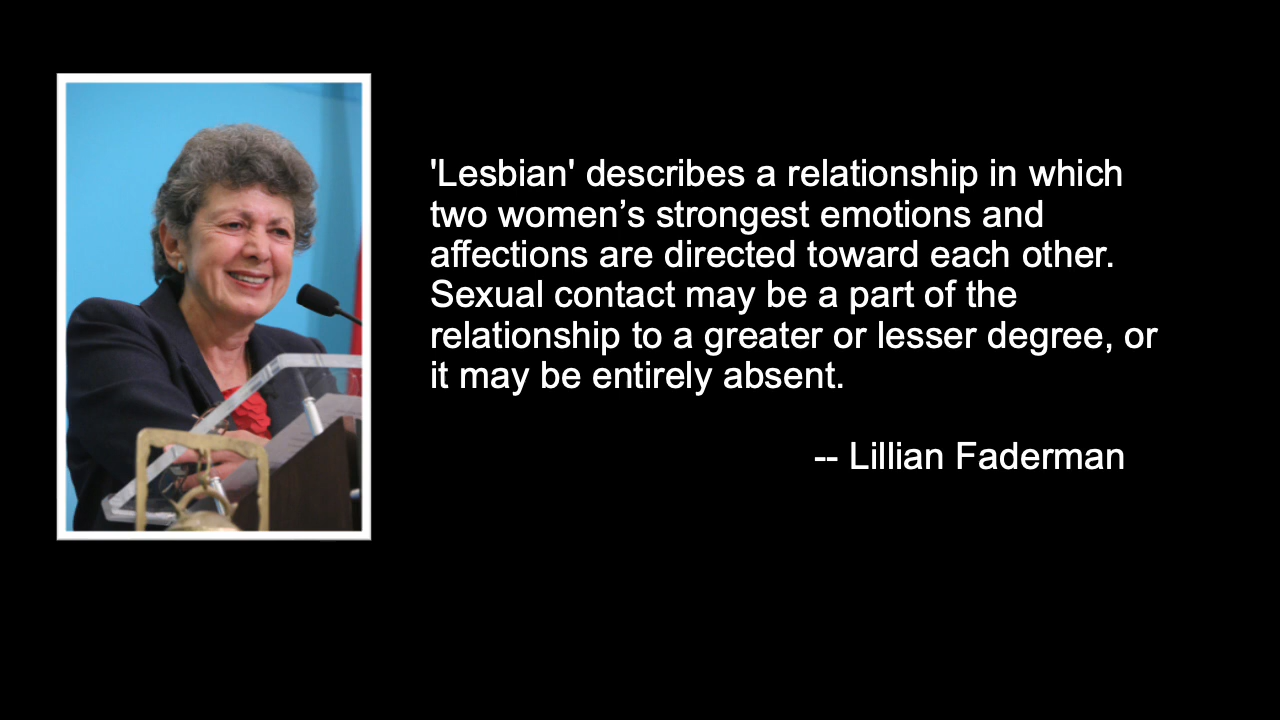 'Lesbian' describes a relationship in which
two women’s strongest emotions and
affections are directed toward each other.
Sexual contact may be a part of the
relationship to a greater or lesser degree, or
it may be entirely absent.
-- Lillian Faderman